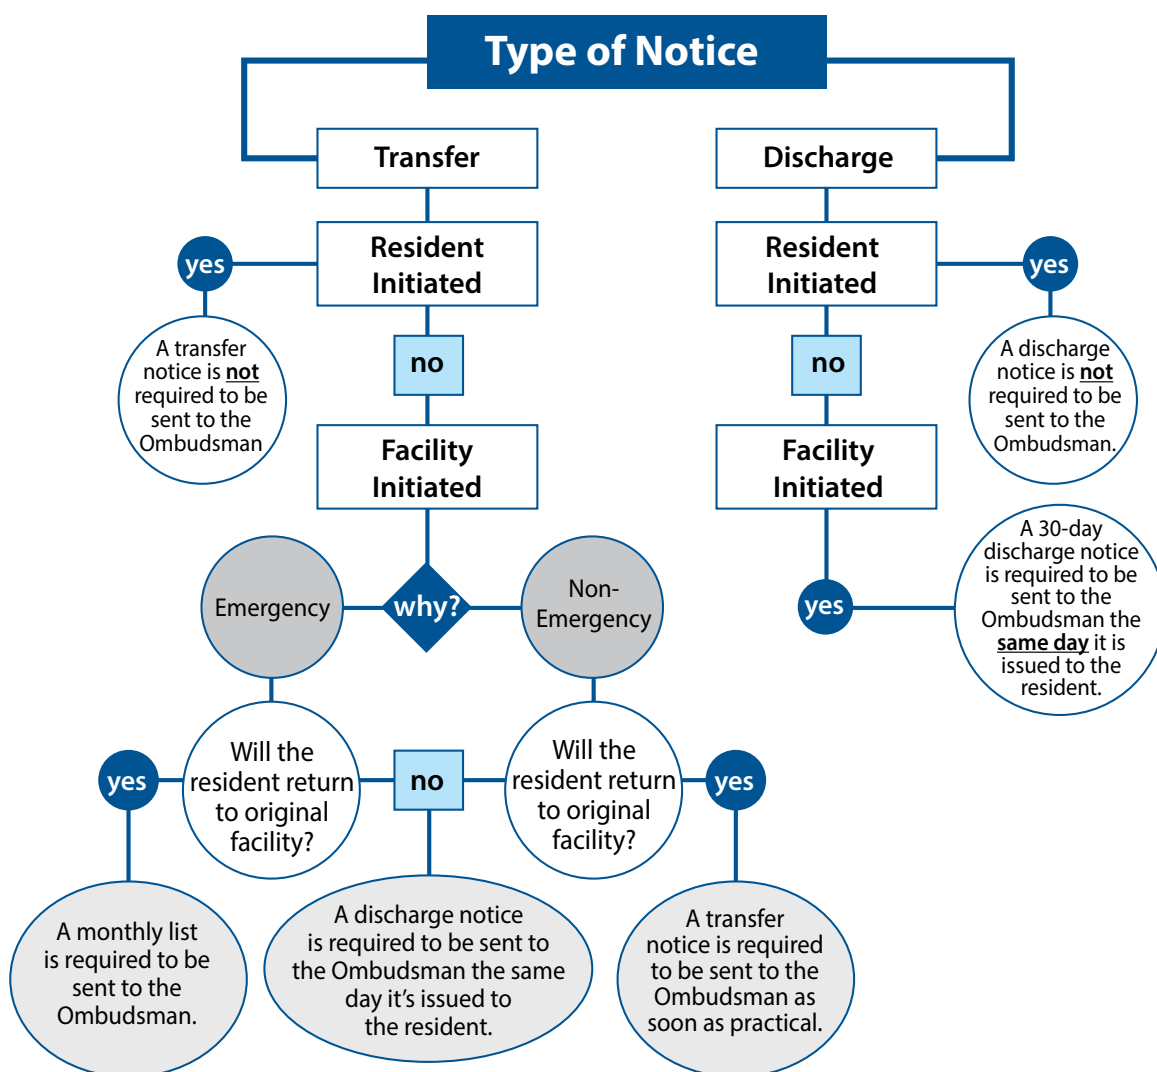 Type of Notice
Transfer
Discharge
Resident
Initiated
Resident
Initiated
yes
yes
A transfer
notice is not
required to be
sent to the
Ombudsman
no
no
A discharge
notice is not
required to be
sent to the
Ombudsman.
Facility
Initiated
Facility
Initiated
A 30-day
discharge notice
is required to be
sent to the
Ombudsman the
same day it is
issued to the
resident.
Emergency
why?
Non-
Emergency
yes
Will the
resident return
to original
facility?
Will the
resident return
to original
facility?
yes
no
yes
A monthly list
is required to be
sent to the
Ombudsman.
A discharge notice
is required to be sent to
the Ombudsman the same
day it's issued to
the resident.
A transfer
notice is required
to be sent to the
Ombudsman as
soon as practical.